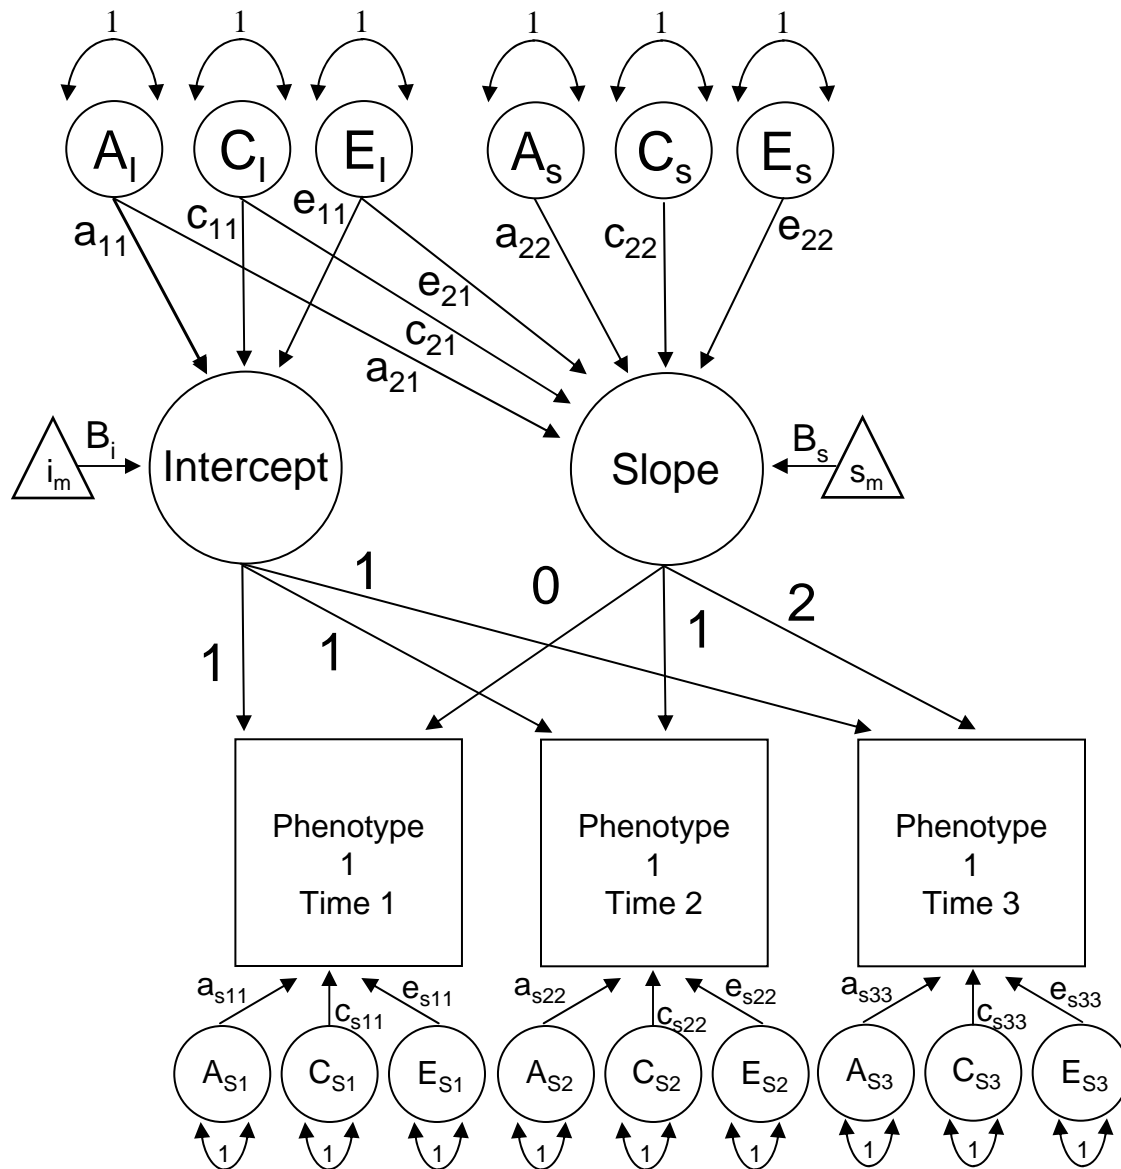 1 1 1 1 1 1
A_I C_I E_I A_s C_s E_s
a_11 c_11 e_11 a_22 c_22 e_22
e_21
c_21
a_21
i_m B_i Intercept Slope B_s s_m
1 0 2
1 1 1
Phenotype
1
Time 1
Phenotype
1
Time 2
Phenotype
1
Time 3
a_s11 c_s11 e_s11 a_s22 c_s22 e_s22 a_s33 c_s33 e_s33
A_S1 C_S1 E_S1 A_S2 C_S2 E_S2 A_S3 C_S3 E_S3
1 1 1 1 1 1 1 1 1